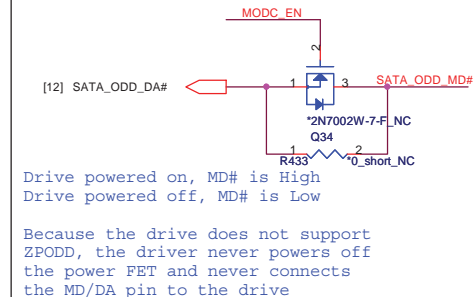 MODC_EN
2
[12] SATA_ODD_DA#
1
3
SATA_ODD_MD#
*2N7002W-7-F_NC
Q34
1
2
R433
*0_short_NC
Drive powered on, MD# is High
Drive powered off, MD# is Low
Because the drive does not support
ZPODD, the driver never powers off
the power FET and never connects
the MD/DA pin to the drive